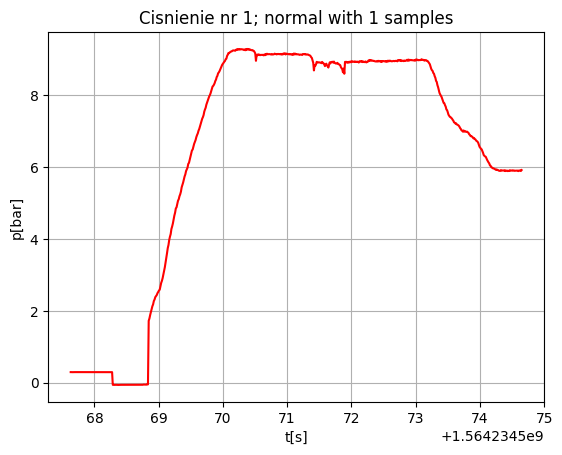 Cisnienie nr 1; normal with 1 samples
p[bar]
8
6
4
2
0
68 69 70 71 72 73 74 75
t[s]
+1.5642345e9